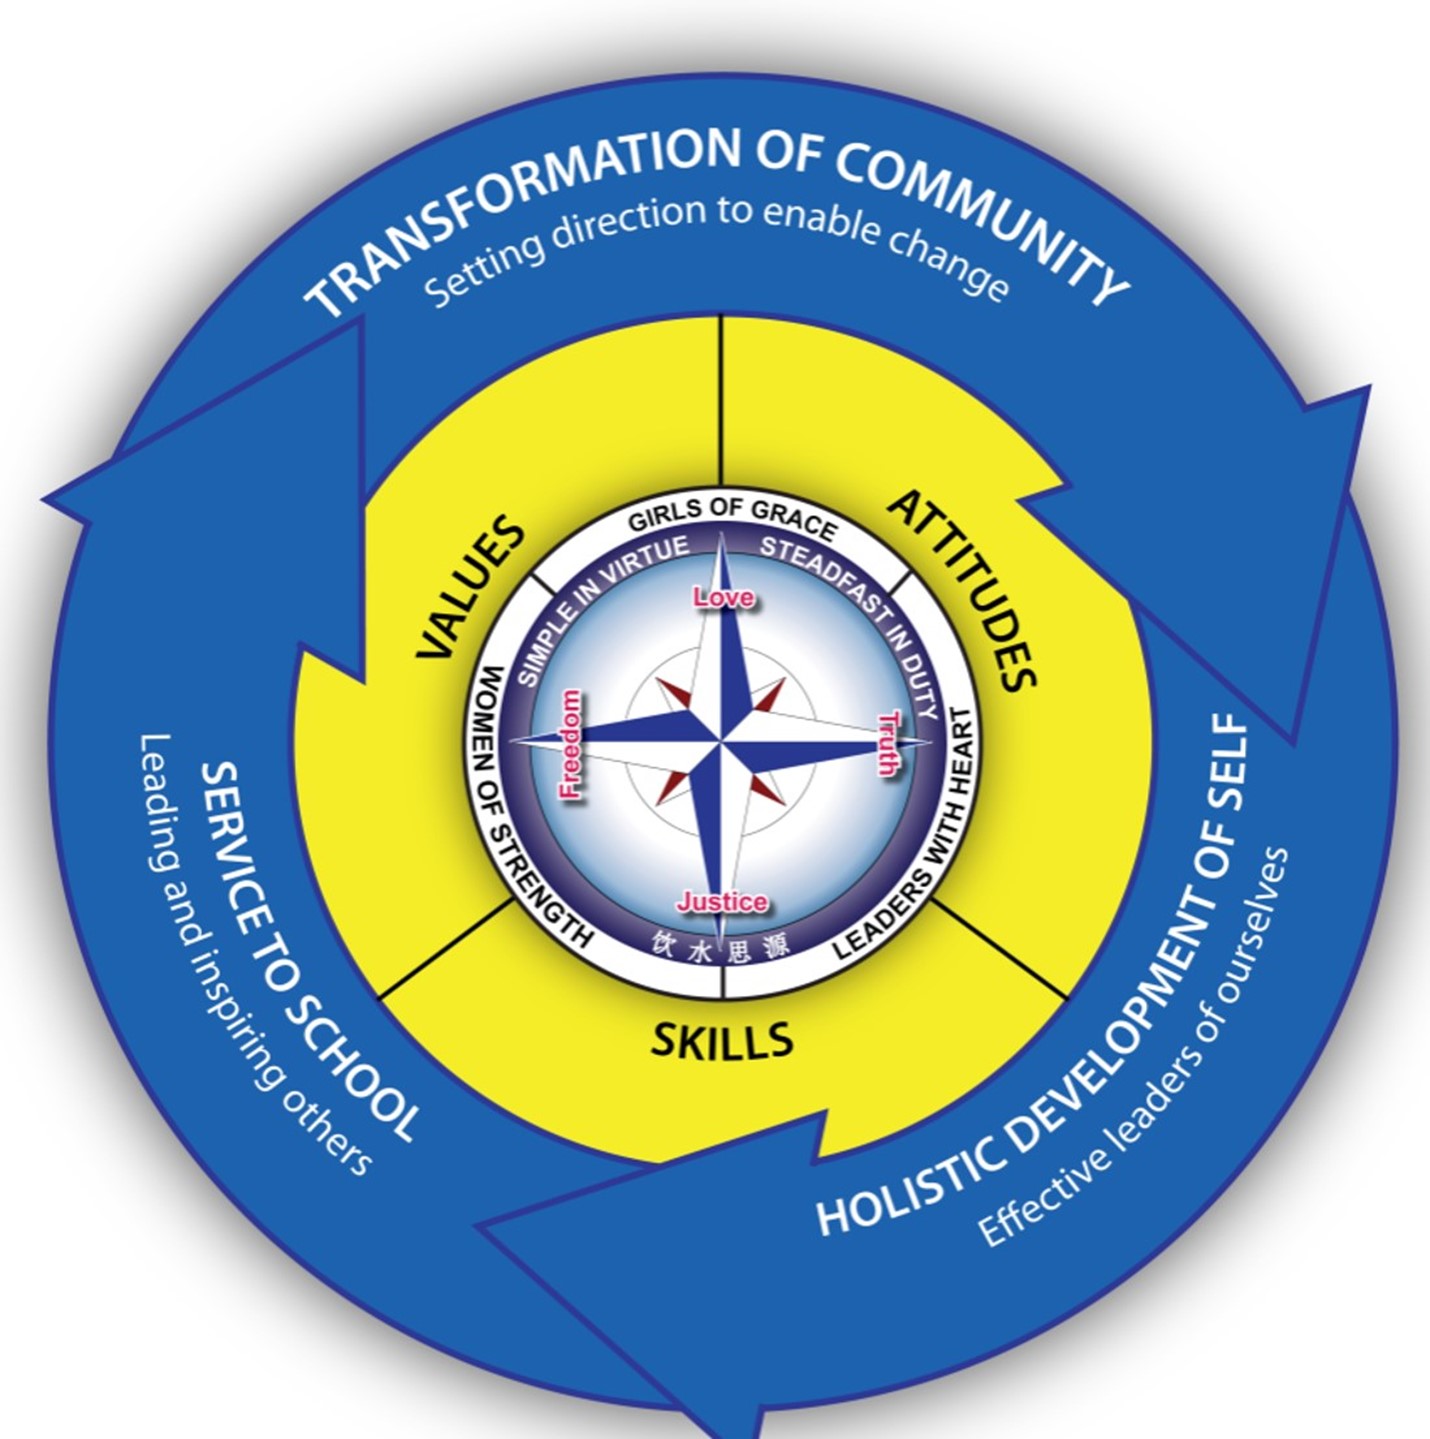 TRANSFORMATION OF COMMUNITY
Setting direction to enable change
HOLISTIC DEVELOPMENT OF SELF
Effective leaders of ourselves
SERVICE TO SCHOOL
Leading and inspiring others
VALUES
ATTITUDES
SKILLS
GIRLS OF GRACE
LEADERS WITH HEART
WOMEN OF STRENGTH
SIMPLE IN VIRTUE
STEADFAST IN DUTY
饮水思源
Love
Truth
Justice
Freedom